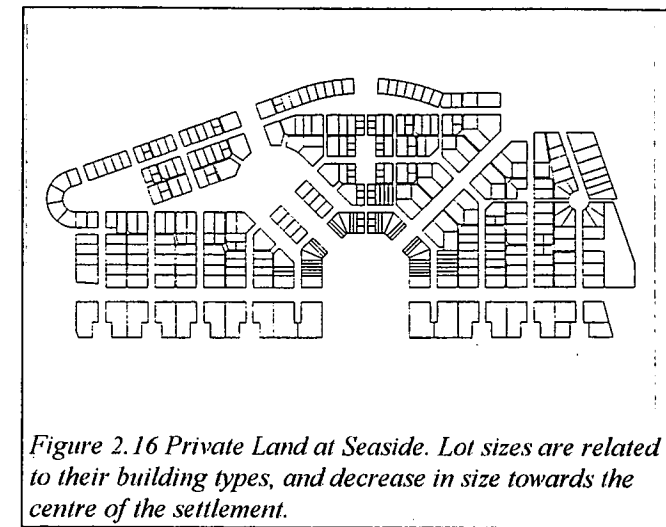 Figure 2.16 Private Land at Seaside. Lot sizes are related
to their building types, and decrease in size towards the
centre of the settlement.